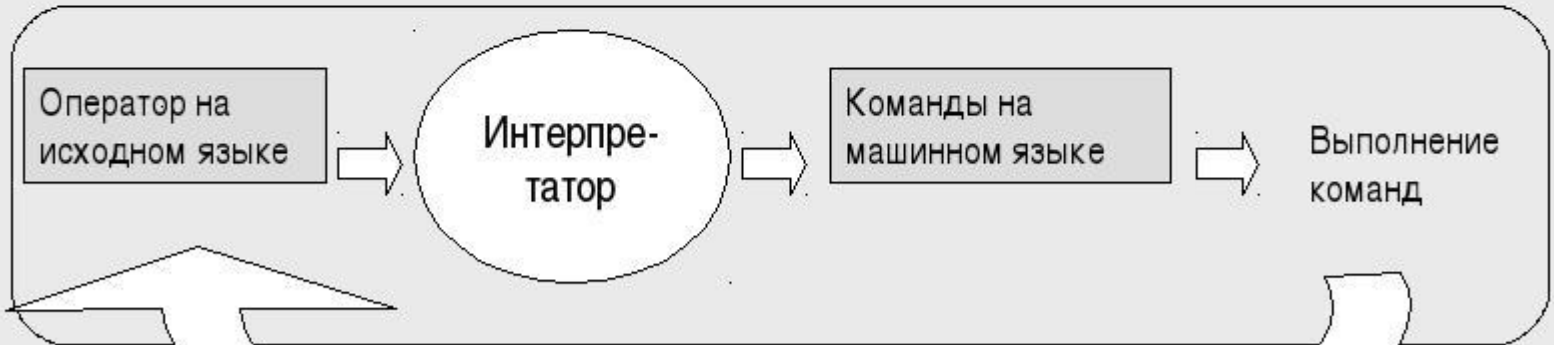 Оператор на
исходном языке
Интерпре-
татор
Команды на
машинном языке
Выполнение
команд